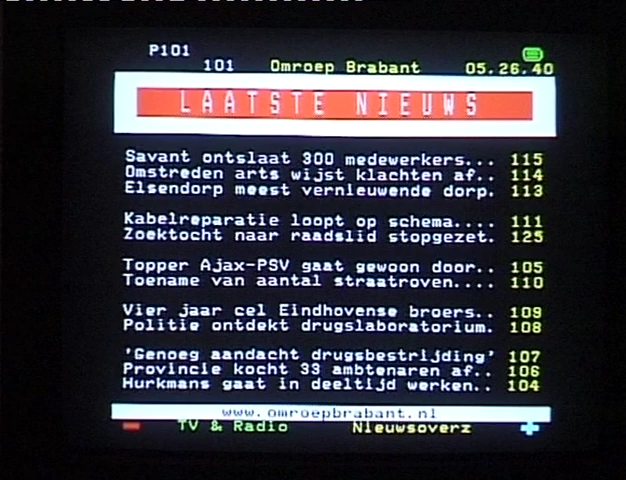 P101
101 Omroep Brabant 05.26.40
LAATSTE NIEUWS
Savant ontslaat 300 medewerkers... 115
Omstreden arts wijst klachten af.. 114
Elsendorp meest vernieuwende dorp. 113
Kabelreparatie loopt op schema.... 111
Zoektocht naar raadslid stopgezet. 125
Topper Ajax-PSV gaat gewoon door.. 105
Toename van aantal straatroven.... 110
Vier jaar cel Eindhovense broers.. 109
Politie ontdekt drugslaboratorium. 108
'Genoeg aandacht drugsbestrijding' 107
Provincie kocht 33 ambtenaren af.. 106
Hurkmans gaat in deeltijd werken.. 104
www.omroepbrabant.nl
- TV & Radio Nieuwsoverz +